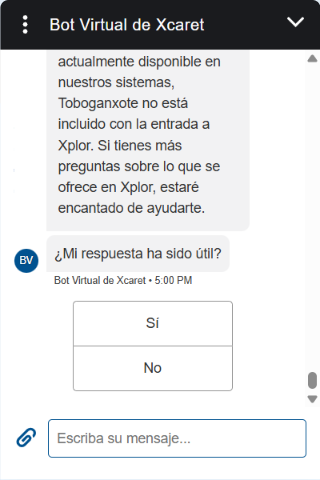 Bot Virtual de Xcaret
actualmente disponible en
nuestros sistemas,
Toboganxote no está
incluido con la entrada a
Xplor. Si tienes más
preguntas sobre lo que se
ofrece en Xplor, estaré
encantado de ayudarte.
BV
¿Mi respuesta ha sido útil?
Bot Virtual de Xcaret • 5:00 PM
Sí
No
Escriba su mensaje...